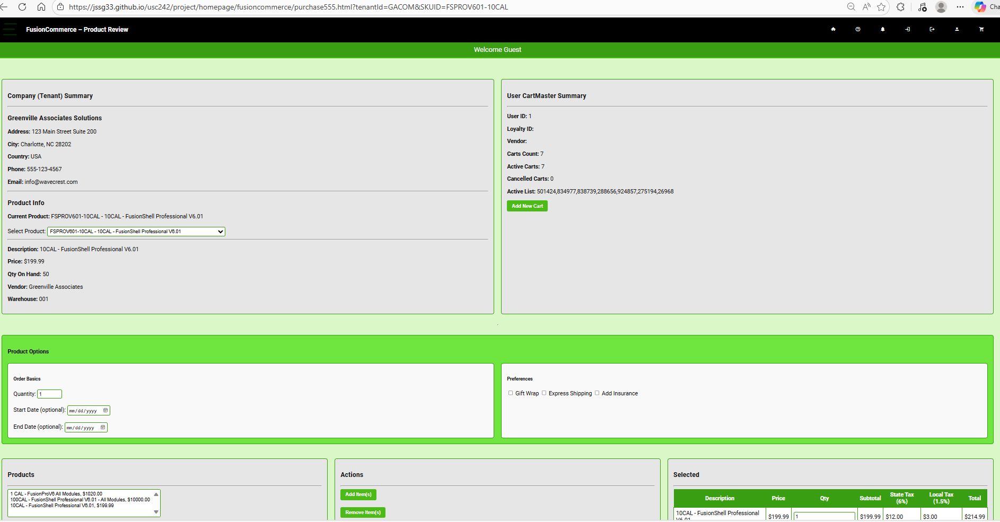 https://jssg33.github.io/usc242/project/homepage/fusioncommerce/purchase555.html?tenantId=GACOM&SKUID=FSPROV601-10CAL
Cha
FusionCommerce – Product Review
Welcome Guest
Company (Tenant) Summary
Greenville Associates Solutions
Address: 123 Main Street Suite 200
City: Charlotte, NC 28202
Country: USA
Phone: 555-123-4567
Email: info@wavecrest.com
Product Info
Current Product: FSPROV601-10CAL - 10CAL - FusionShell Professional V6.01
Select Product: FSPROV601-10CAL - 10CAL - FusionShell Professional V6.01
Description: 10CAL - FusionShell Professional V6.01
Price: $199.99
Qty On Hand: 50
Vendor: Greenville Associates
Warehouse: 001
User CartMaster Summary
User ID: 1
Loyalty ID:
Vendor:
Carts Count: 7
Active Carts: 7
Cancelled Carts: 0
Active List: 501424,834977,838739,288656,924857,275194,26968
Add New Cart
Product Options
Order Basics
Quantity: 1
Start Date (optional): mm/dd/yyyy
End Date (optional): mm/dd/yyyy
Preferences
Gift Wrap Express Shipping Add Insurance
Products
1 CAL - FusionProV6 All Modules, $1020.00
100CAL - FusionShell Professional V6.01 - All Modules, $10000.00
10CAL - FusionShell Professional V6.01, $199.99
Actions
Add Item(s)
Remove Item(s)
Selected
Description Price Qty Subtotal State Tax (6%) Local Tax (1.5%) Total
10CAL - FusionShell Professional V6.01 $199.99 1 $199.99 $12.00 $3.00 $214.99